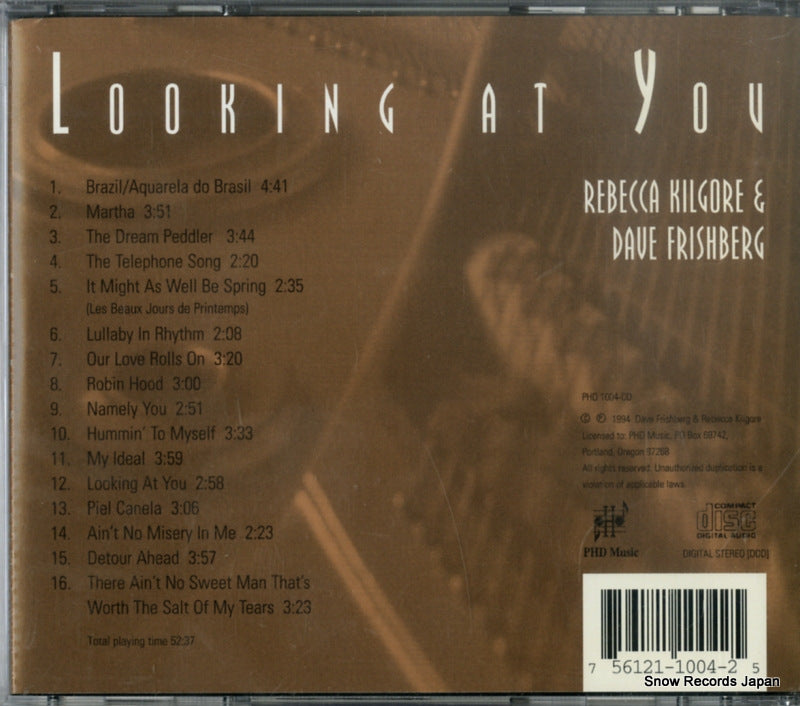 LOOKING AT YOU
REBECCA KILGORE &
DAVE FRISHBERG
1. Brazil/Aquarela do Brasil 4:41
2. Martha 3:51
3. The Dream Peddler 3:44
4. The Telephone Song 2:20
5. It Might As Well Be Spring 2:35
(Les Beaux Jours de Printemps)
6. Lullaby In Rhythm 2:08
7. Our Love Rolls On 3:20
8. Robin Hood 3:00
9. Namely You 2:51
10. Hummin' To Myself 3:33
11. My Ideal 3:59
12. Looking At You 2:58
13. Piel Canela 3:06
14. Ain't No Misery In Me 2:23
15. Detour Ahead 3:57
16. There Ain't No Sweet Man That's
Worth The Salt Of My Tears 3:23
Total playing time 52:37
PHD 1004-CD
© ℗ 1994 Dave Frishberg & Rebecca Kilgore
Licensed to: PHD Music, PO Box 68742,
Portland, Oregon 97268
All rights reserved. Unauthorized duplication is a
violation of applicable laws.
PHD Music
COMPACT
disc
DIGITAL AUDIO
DIGITAL STEREO [DDD]
7 56121-1004-2 5
Snow Records Japan